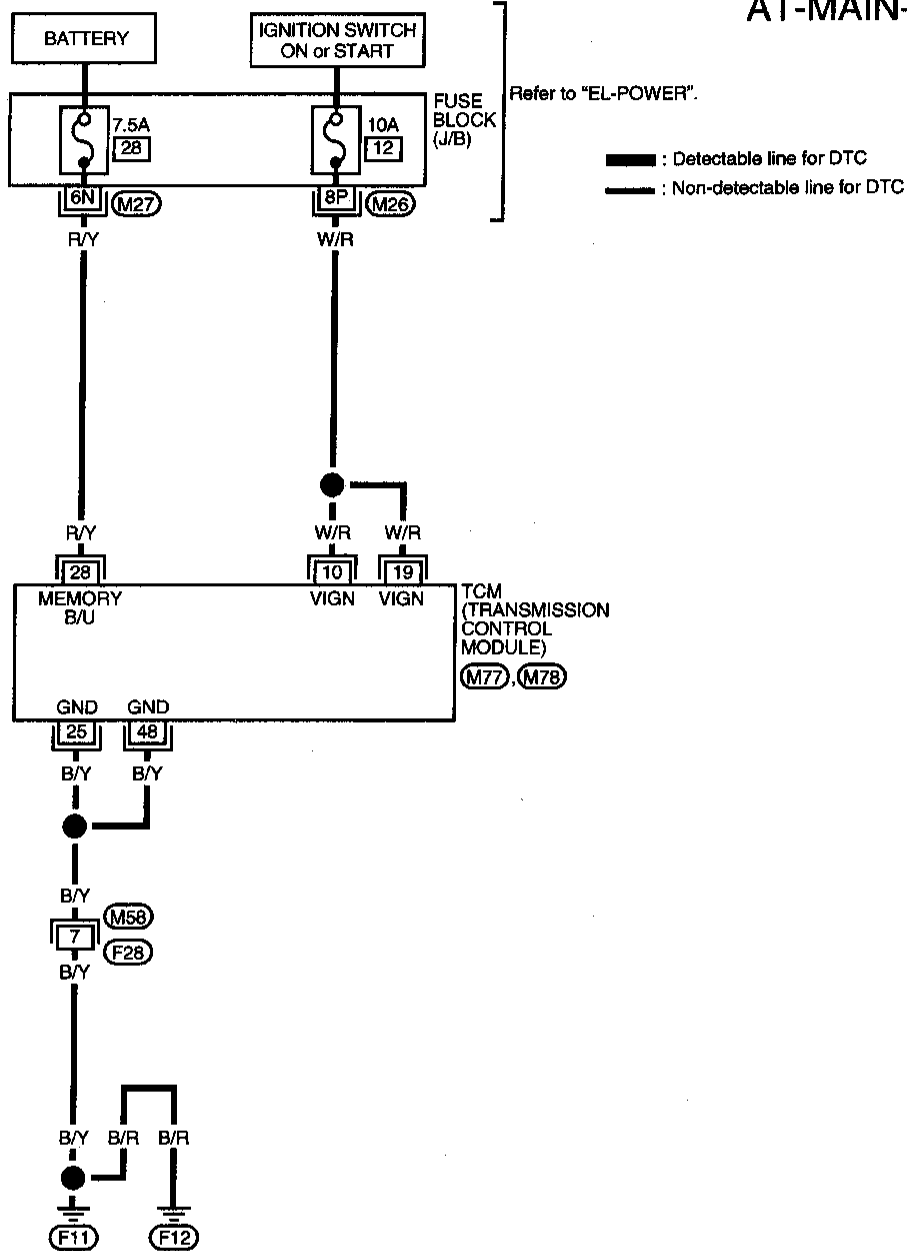 AT-MAIN-
BATTERY
IGNITION SWITCH
ON or START
Refer to "EL-POWER".
FUSE
BLOCK
(J/B)
7.5A
28
10A
12
: Detectable line for DTC
: Non-detectable line for DTC
6N
M27
8P
M26
R/Y
W/R
R/Y
W/R
W/R
28
10
19
MEMORY
B/U
VIGN
VIGN
TCM
(TRANSMISSION
CONTROL
MODULE)
M77, M78
GND
GND
25
48
B/Y
B/Y
B/Y
M58
7
F28
B/Y
B/Y
B/R
B/R
F11
F12